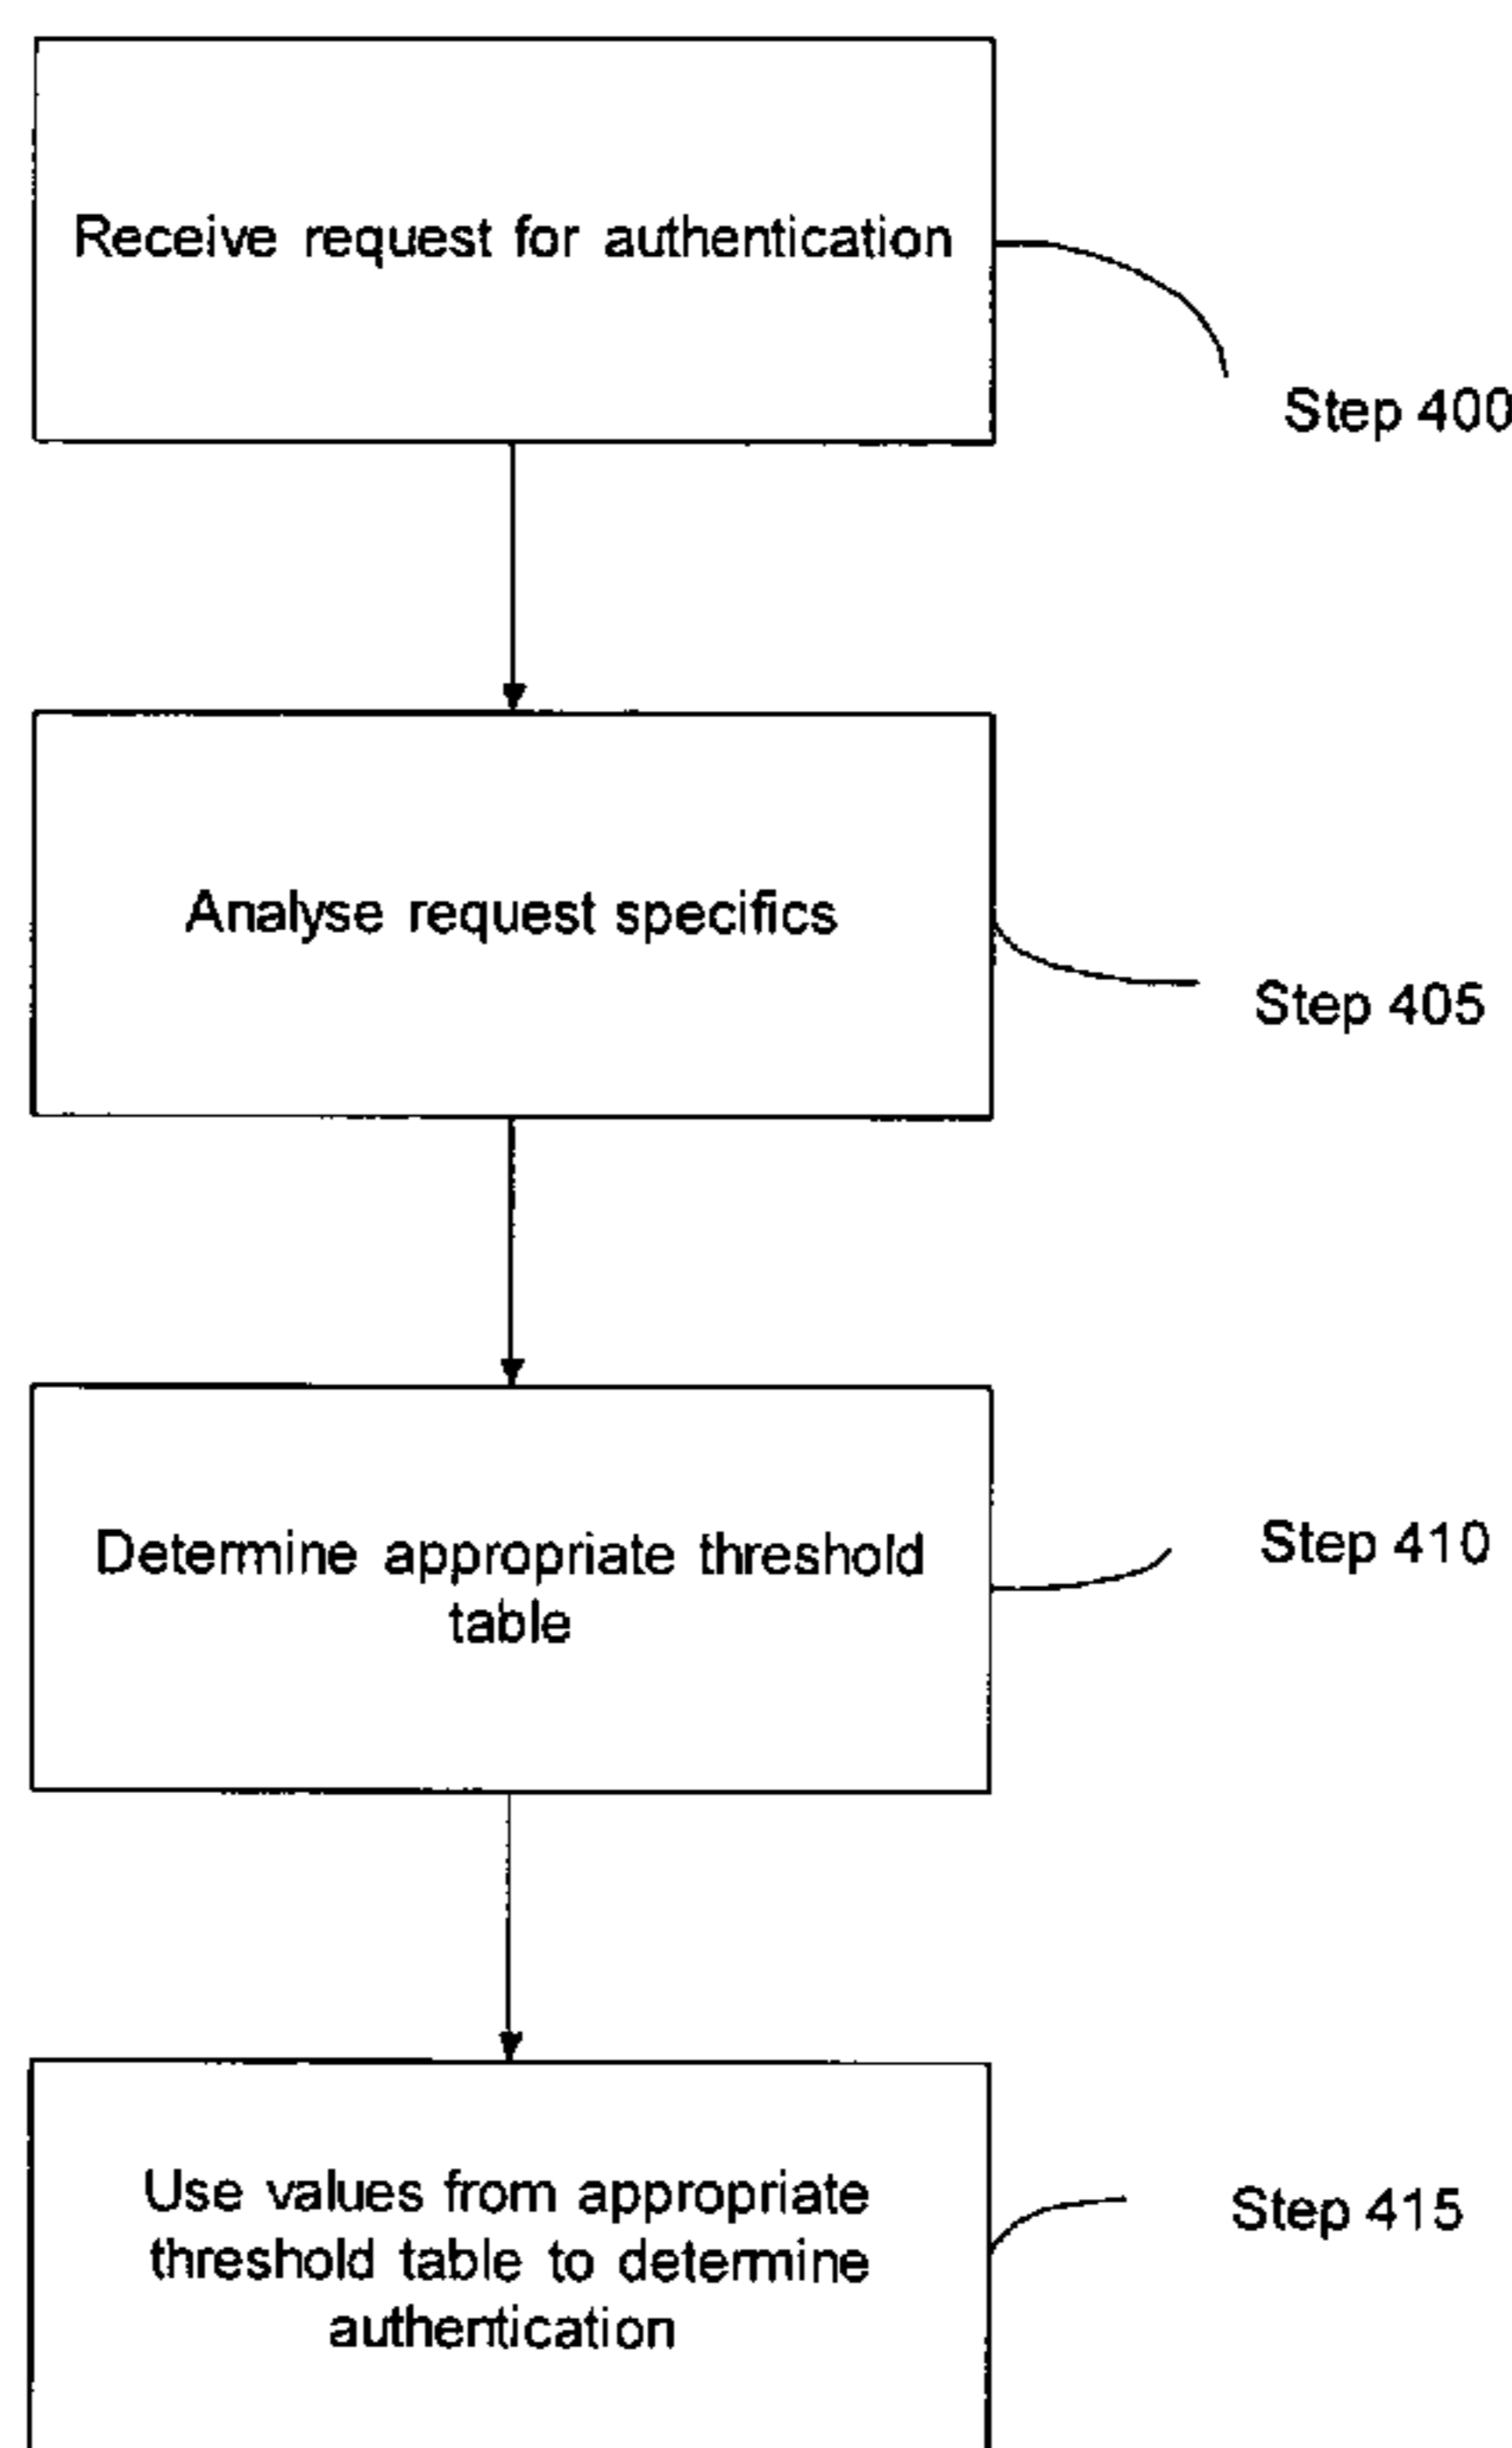 Receive request for authentication
Step 400
Analyse request specifics
Step 405
Determine appropriate threshold
table
Step 410
Use values from appropriate
threshold table to determine
authentication
Step 415